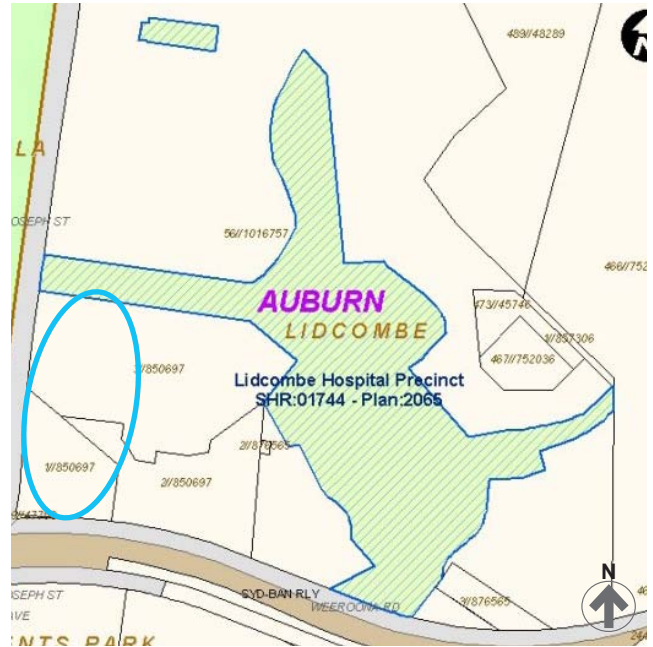 489//48289
N
LA
OSEPH ST
56//1016757
466//752
AUBURN
LIDCOMBE
473//45746
1//857306
467//752036
3//850697
Lidcombe Hospital Precinct
SHR:01744 - Plan:2065
2//876565
1//850697
2//850697
SYD-BAN RLY
WEEROONA RD
3//876565
N
OSEPH ST
AVE
ENTS PARK